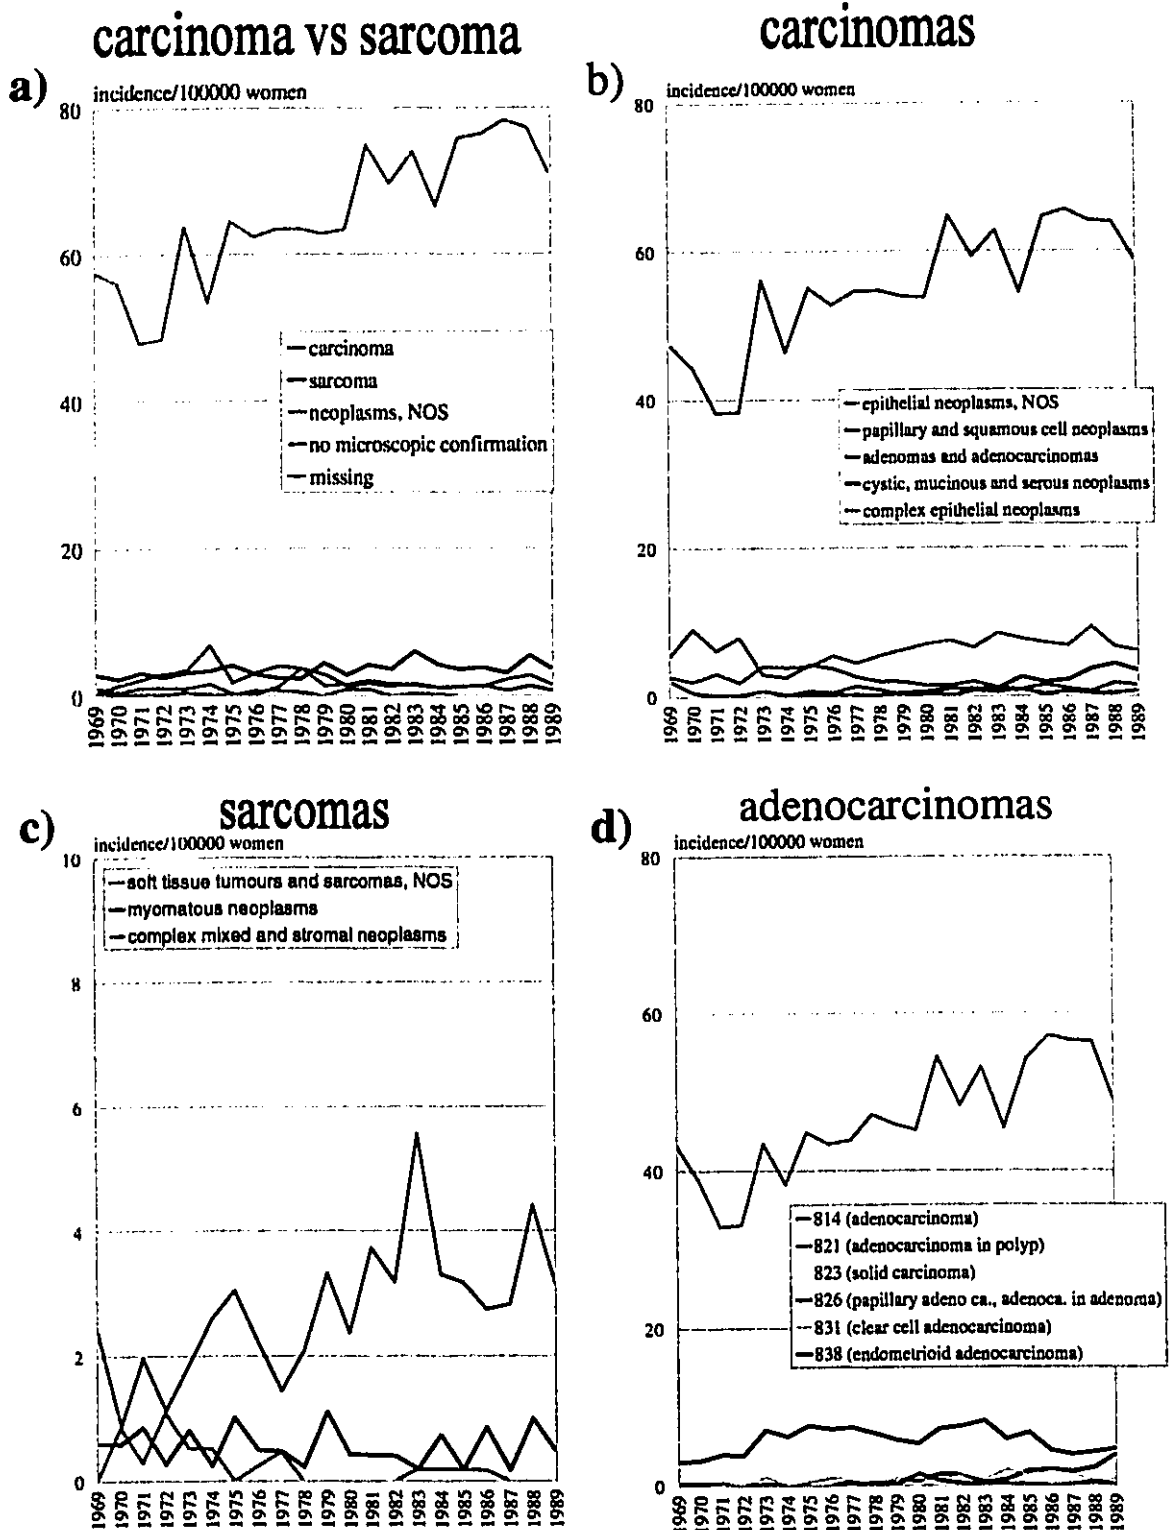 carcinoma vs sarcoma
a)
incidence/100000 women
80
60
40
20
0
carcinoma
sarcoma
neoplasms, NOS
no microscopic confirmation
missing
1969 1970 1971 1972 1973 1974 1975 1976 1977 1978 1979 1980 1981 1982 1983 1984 1985 1986 1987 1988 1989
carcinomas
b)
incidence/100000 women
80
60
40
20
0
epithelial neoplasms, NOS
papillary and squamous cell neoplasms
adenomas and adenocarcinomas
cystic, mucinous and serous neoplasms
complex epithelial neoplasms
1969 1970 1971 1972 1973 1974 1975 1976 1977 1978 1979 1980 1981 1982 1983 1984 1985 1986 1987 1988 1989
sarcomas
c)
incidence/100000 women
10
8
6
4
2
0
soft tissue tumours and sarcomas, NOS
myomatous neoplasms
complex mixed and stromal neoplasms
1969 1970 1971 1972 1973 1974 1975 1976 1977 1978 1979 1980 1981 1982 1983 1984 1985 1986 1987 1988 1989
adenocarcinomas
d)
incidence/100000 women
80
60
40
20
0
814 (adenocarcinoma)
821 (adenocarcinoma in polyp)
823 (solid carcinoma)
826 (papillary adeno ca., adenoca. in adenoma)
831 (clear cell adenocarcinoma)
838 (endometrioid adenocarcinoma)
1969 1970 1971 1972 1973 1974 1975 1976 1977 1978 1979 1980 1981 1982 1983 1984 1985 1986 1987 1988 1989